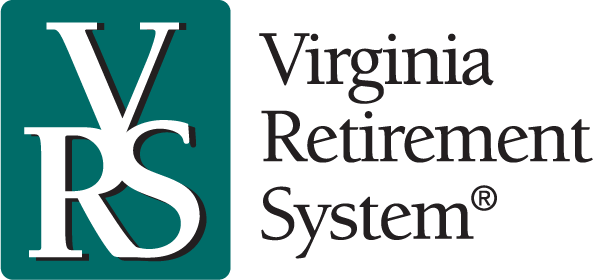 VRS
Virginia
Retirement
System®